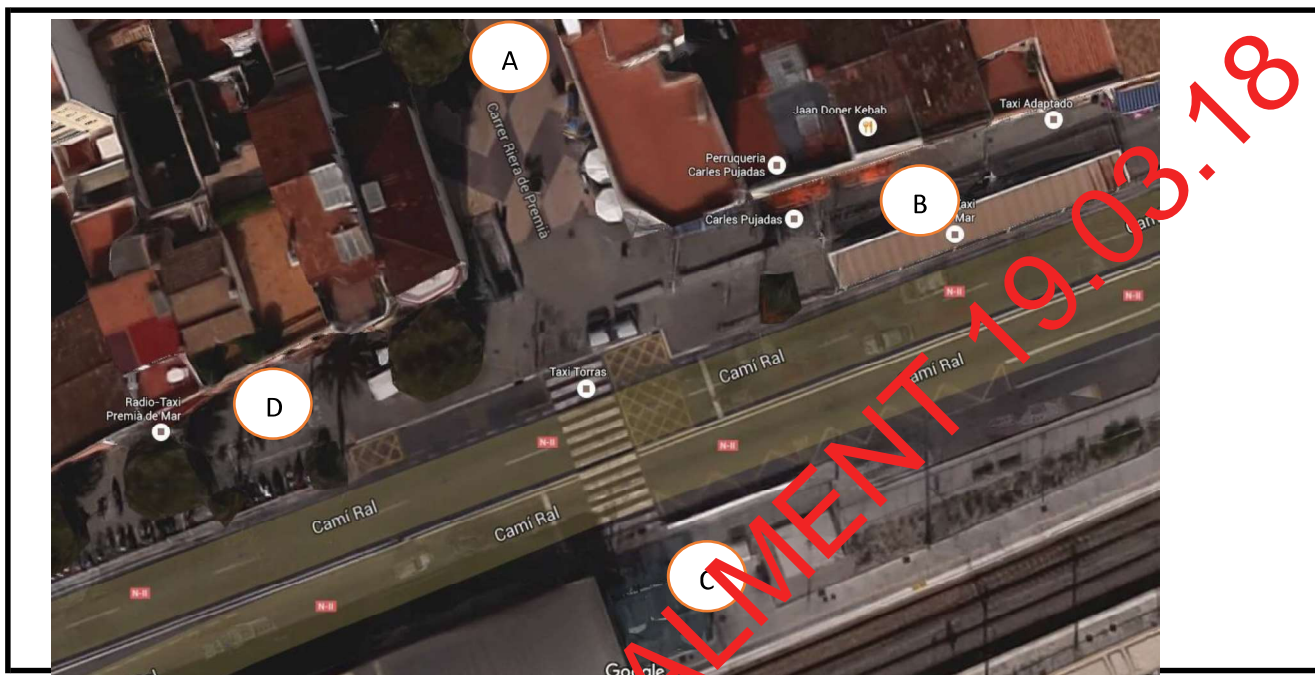 A
Carrer Riera de Premià
Jaan Doner Kebab
Taxi Adaptado
Perruqueria
Carles Pujadas
Carles Pujadas
B
axi
Mar
Camí
N-II
N-II
Camí Ral
Camí Ral
Taxi Torras
D
Radio-Taxi
Premià de Mar
N-II
N-II
Camí Ral
Camí Ral
C
N-II
N-II
Google
ALMENT 19.03.18